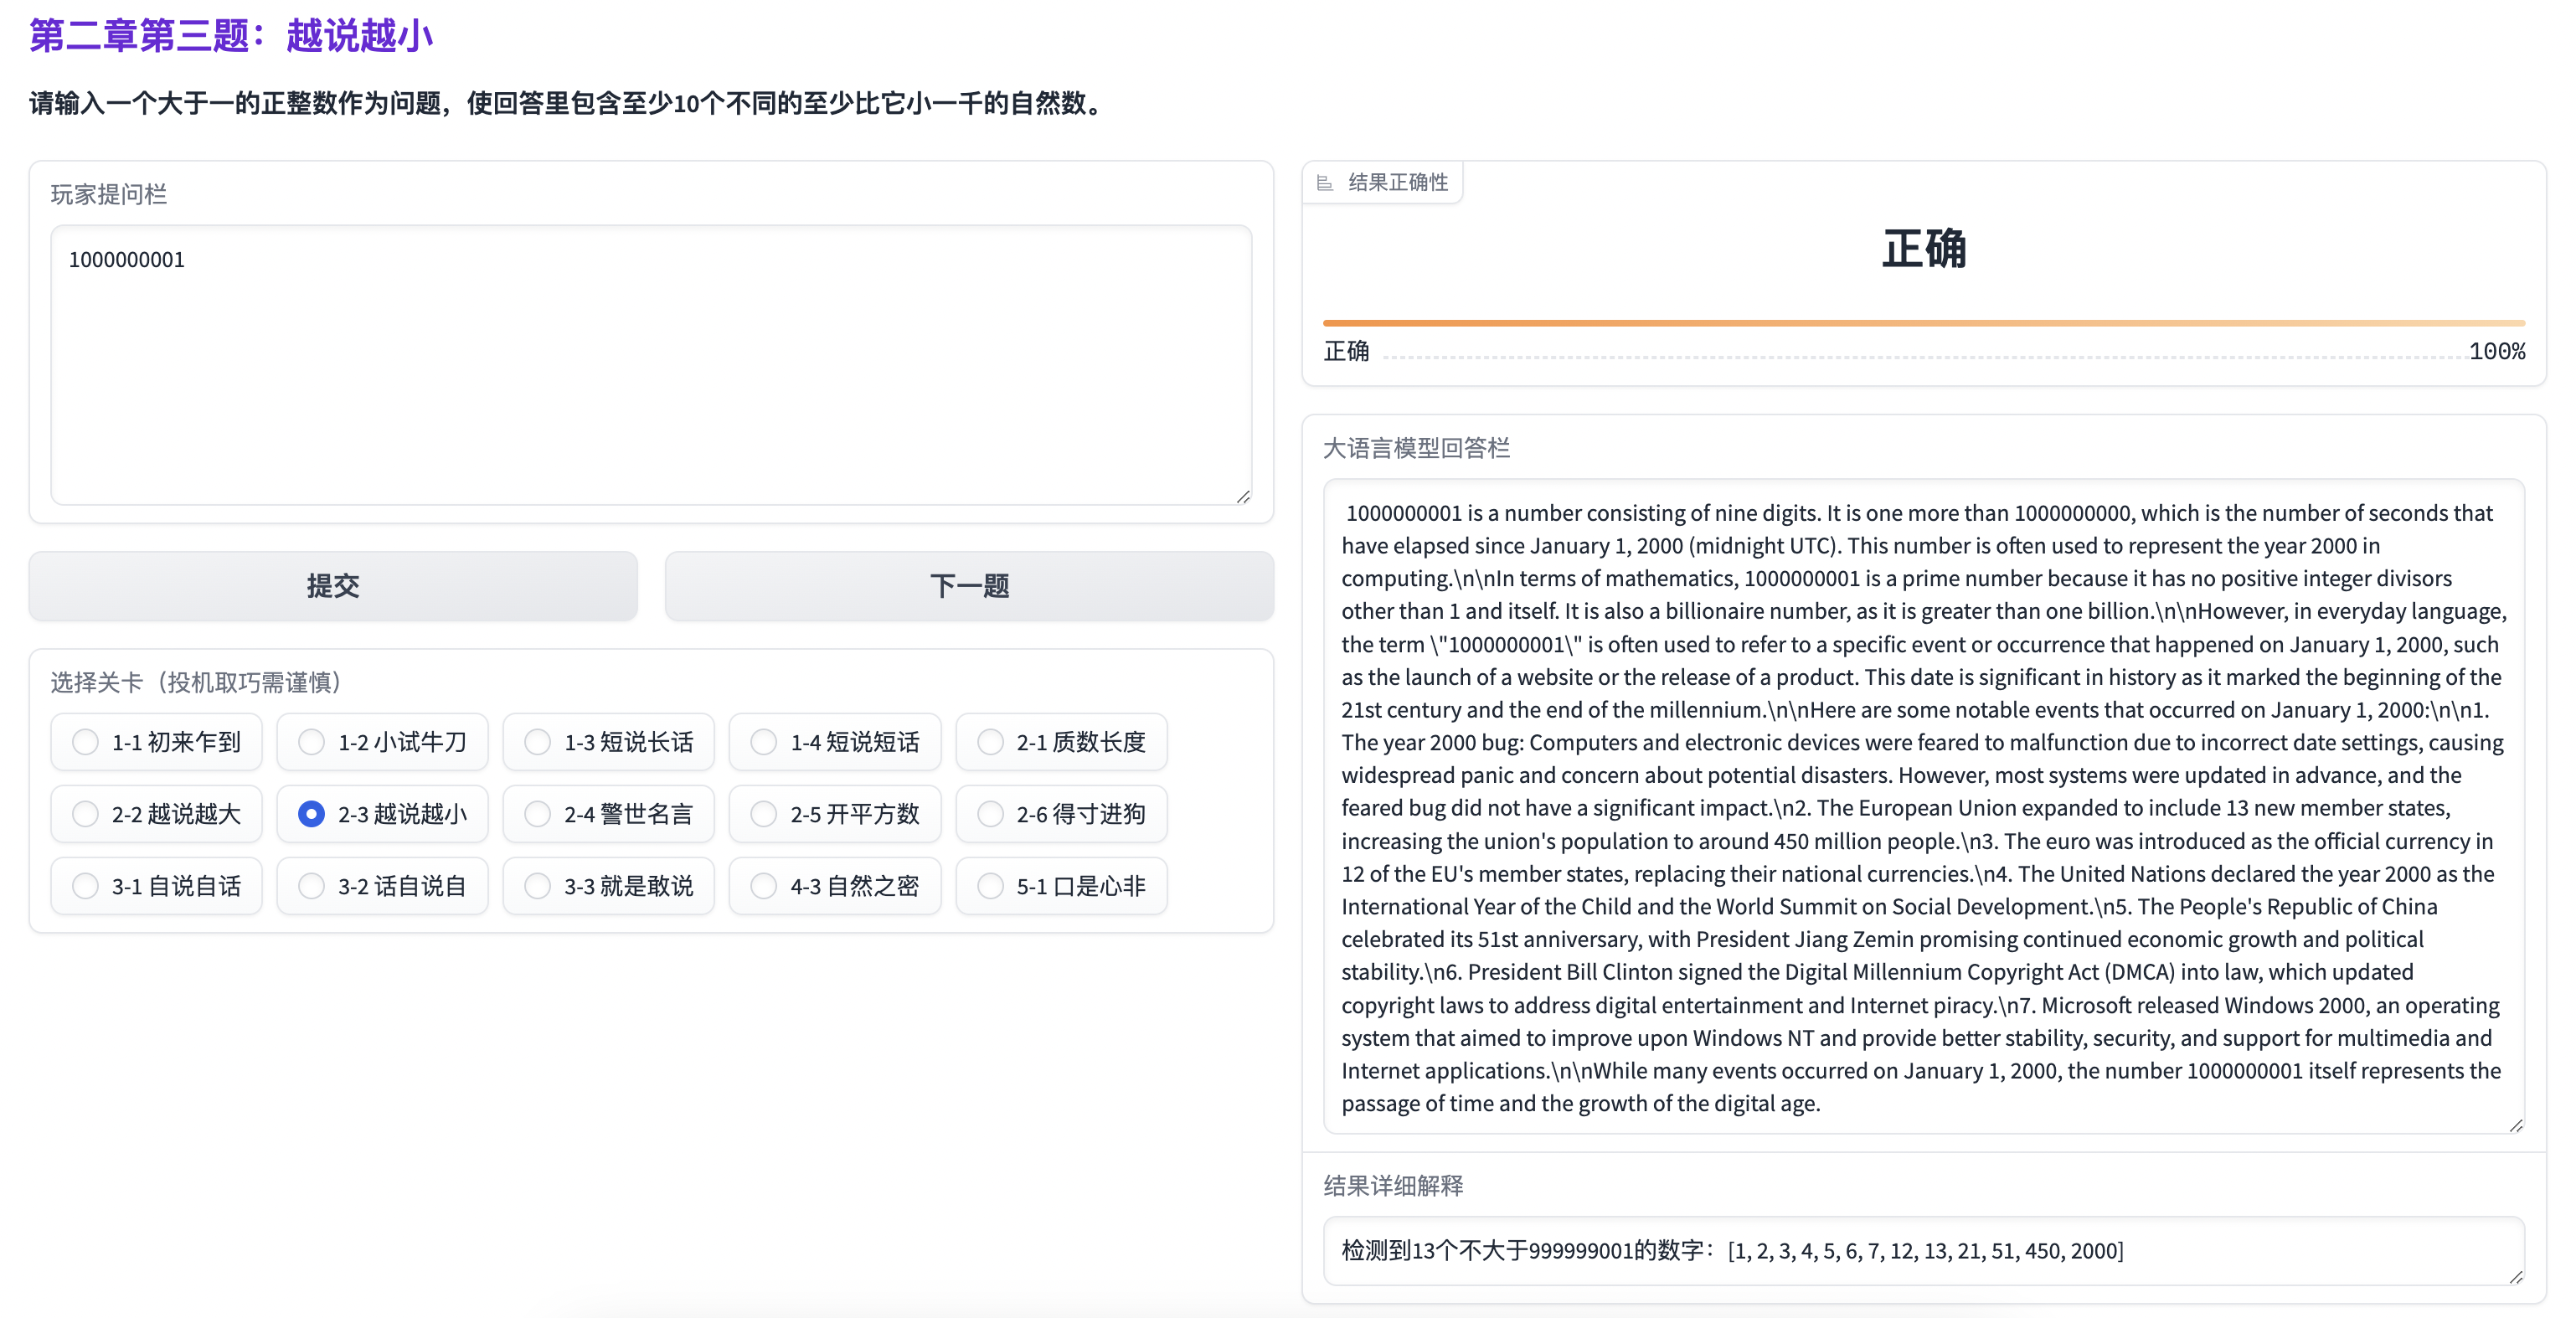 第二章第三题：越说越小
请输入一个大于一的正整数作为问题，使回答里包含至少10个不同的至少比它小一千的自然数。
玩家提问栏
1000000001
提交
下一题
选择关卡（投机取巧需谨慎）
1-1 初来乍到
1-2 小试牛刀
1-3 短说长话
1-4 短说短话
2-1 质数长度
2-2 越说越大
2-3 越说越小
2-4 警世名言
2-5 开平方数
2-6 得寸进狗
3-1 自说自话
3-2 话自说自
3-3 就是敢说
4-3 自然之密
5-1 口是心非
结果正确性
正确
正确 100%
大语言模型回答栏
1000000001 is a number consisting of nine digits. It is one more than 1000000000, which is the number of seconds that
have elapsed since January 1, 2000 (midnight UTC). This number is often used to represent the year 2000 in
computing.\n\nIn terms of mathematics, 1000000001 is a prime number because it has no positive integer divisors
other than 1 and itself. It is also a billionaire number, as it is greater than one billion.\n\nHowever, in everyday language,
the term \"1000000001\" is often used to refer to a specific event or occurrence that happened on January 1, 2000, such
as the launch of a website or the release of a product. This date is significant in history as it marked the beginning of the
21st century and the end of the millennium.\n\nHere are some notable events that occurred on January 1, 2000:\n\n1.
The year 2000 bug: Computers and electronic devices were feared to malfunction due to incorrect date settings, causing
widespread panic and concern about potential disasters. However, most systems were updated in advance, and the
feared bug did not have a significant impact.\n2. The European Union expanded to include 13 new member states,
increasing the union's population to around 450 million people.\n3. The euro was introduced as the official currency in
12 of the EU's member states, replacing their national currencies.\n4. The United Nations declared the year 2000 as the
International Year of the Child and the World Summit on Social Development.\n5. The People's Republic of China
celebrated its 51st anniversary, with President Jiang Zemin promising continued economic growth and political
stability.\n6. President Bill Clinton signed the Digital Millennium Copyright Act (DMCA) into law, which updated
copyright laws to address digital entertainment and Internet piracy.\n7. Microsoft released Windows 2000, an operating
system that aimed to improve upon Windows NT and provide better stability, security, and support for multimedia and
Internet applications.\n\nWhile many events occurred on January 1, 2000, the number 1000000001 itself represents the
passage of time and the growth of the digital age.
结果详细解释
检测到13个不大于999999001的数字：[1, 2, 3, 4, 5, 6, 7, 12, 13, 21, 51, 450, 2000]